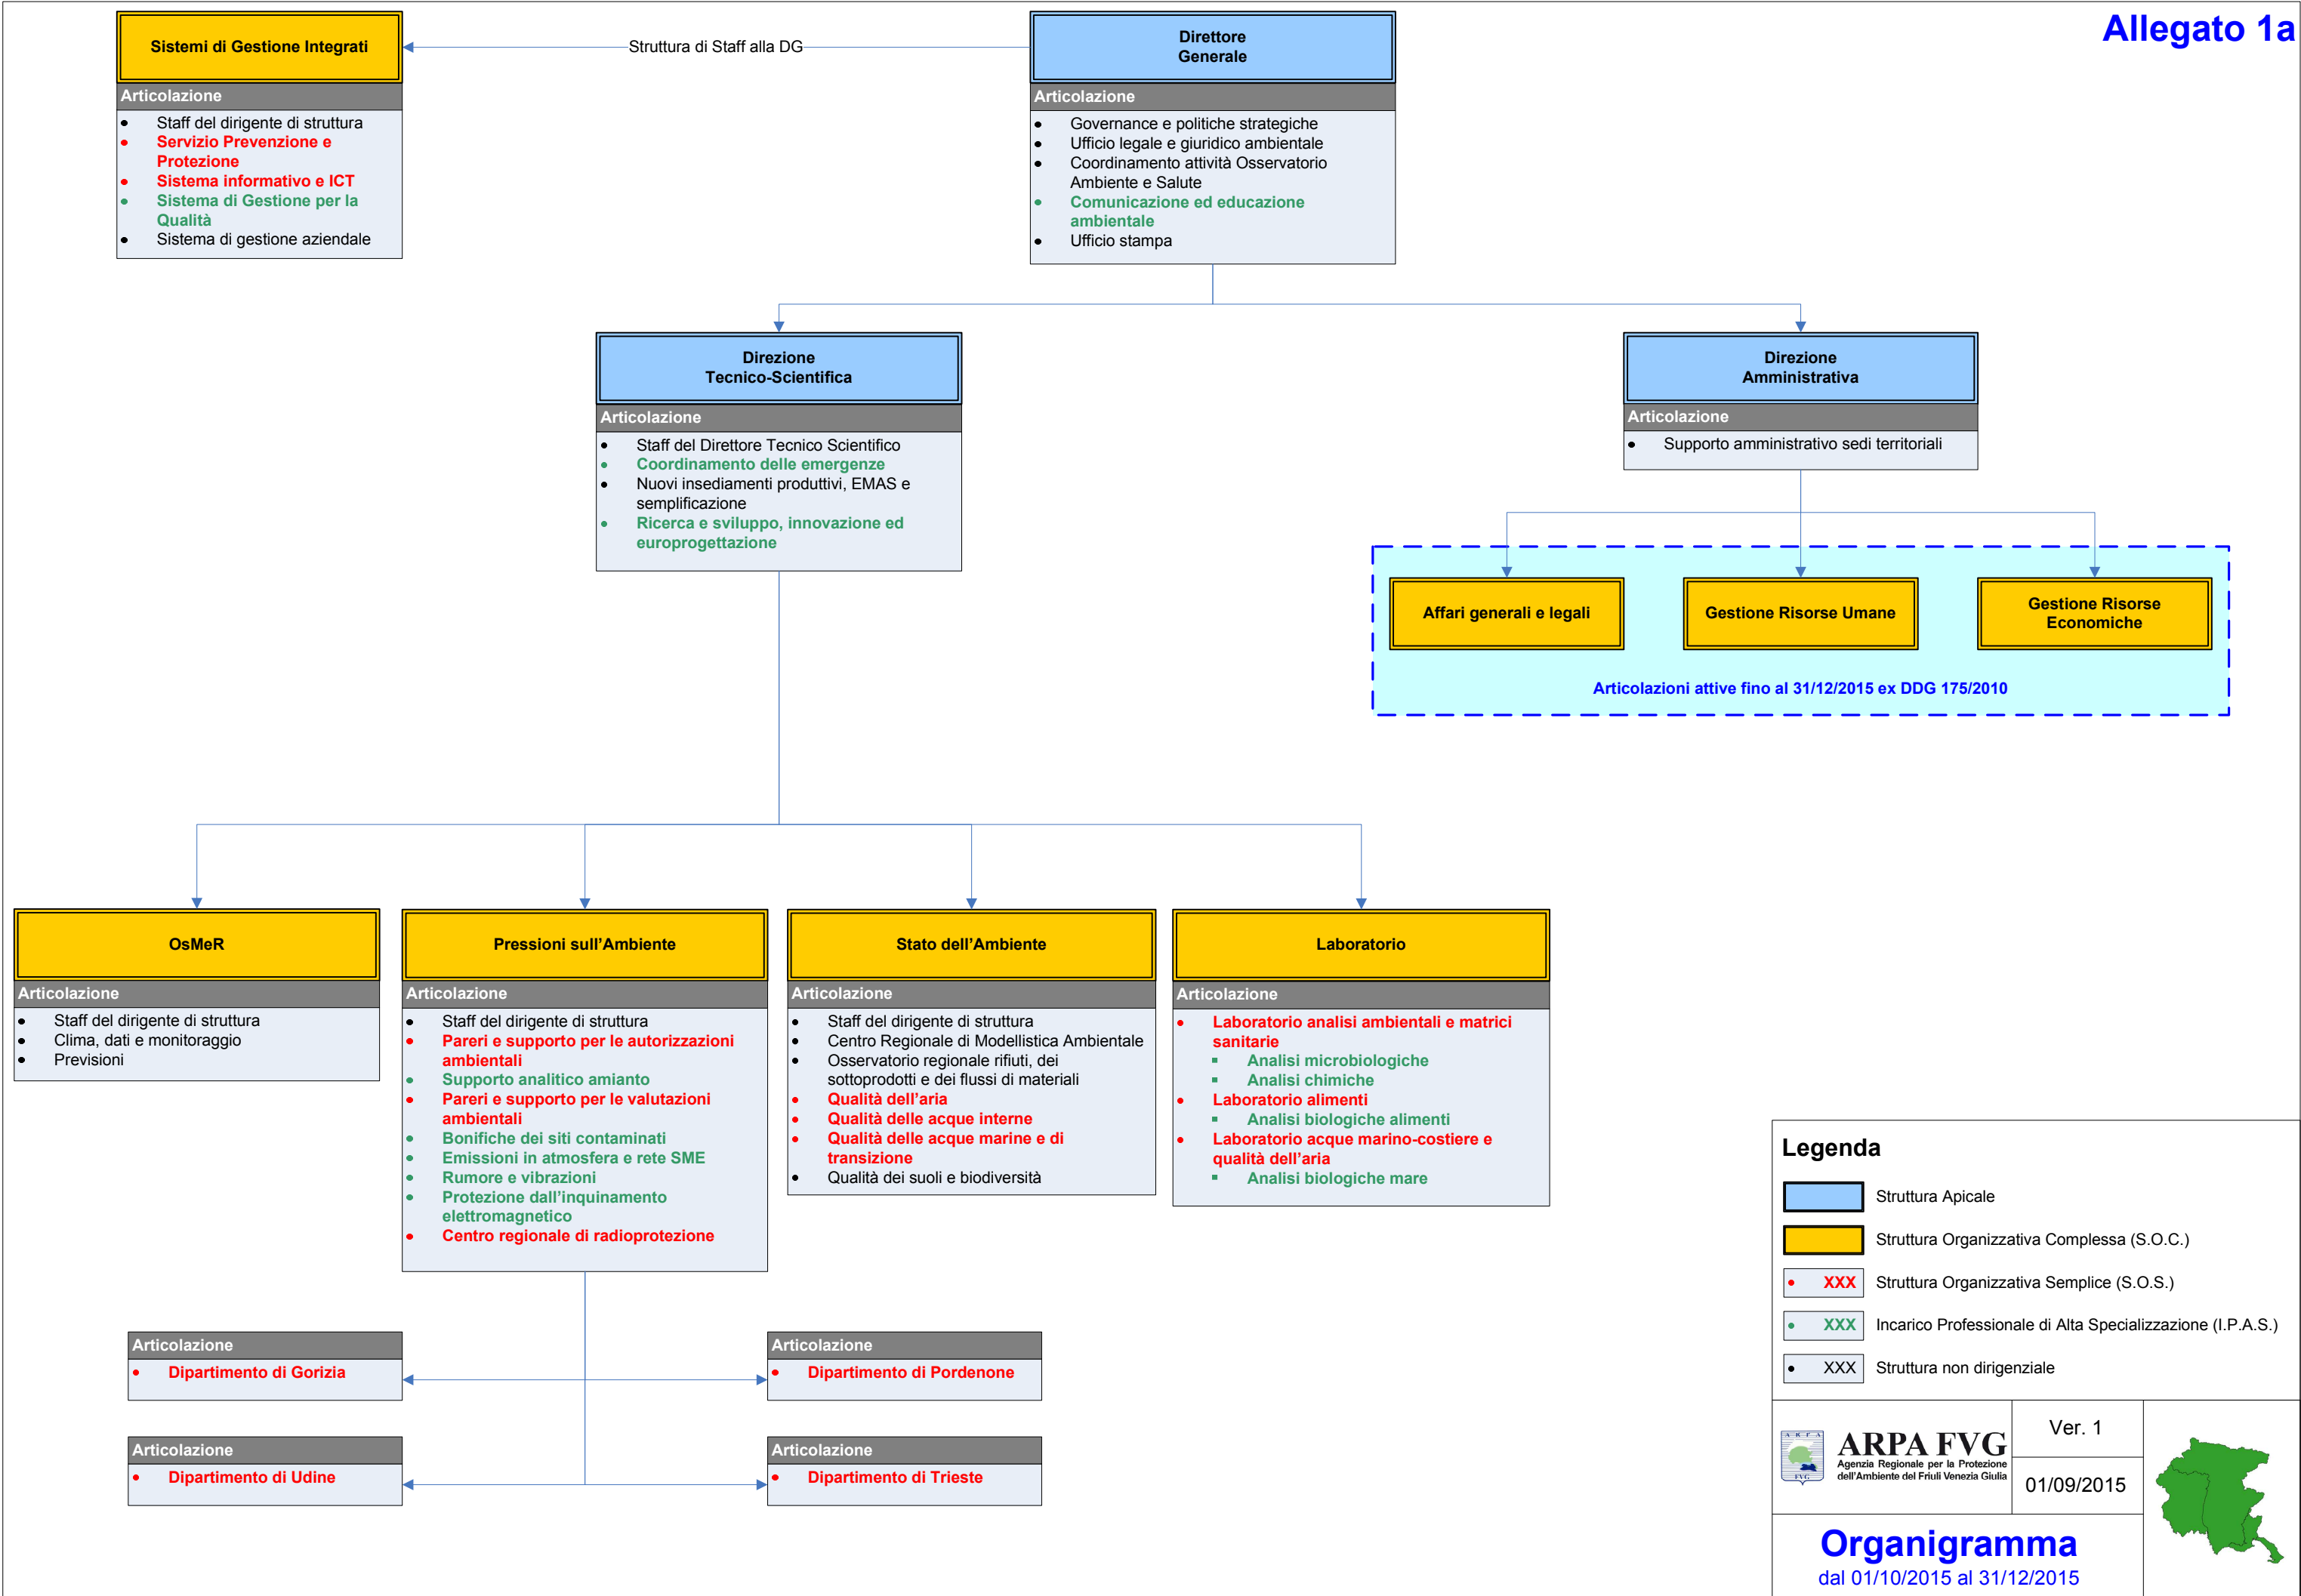 Allegato 1a
Sistemi di Gestione Integrati
Articolazione
• Staff del dirigente di struttura
• Servizio Prevenzione e
Protezione
• Sistema informativo e ICT
• Sistema di Gestione per la
Qualità
• Sistema di gestione aziendale
Struttura di Staff alla DG
Direttore
Generale
Articolazione
• Governance e politiche strategiche
• Ufficio legale e giuridico ambientale
• Coordinamento attività Osservatorio
Ambiente e Salute
• Comunicazione ed educazione
ambientale
• Ufficio stampa
Direzione
Tecnico-Scientifica
Articolazione
• Staff del Direttore Tecnico Scientifico
• Coordinamento delle emergenze
• Nuovi insediamenti produttivi, EMAS e
semplificazione
• Ricerca e sviluppo, innovazione ed
europrogettazione
Direzione
Amministrativa
Articolazione
• Supporto amministrativo sedi territoriali
Affari generali e legali
Gestione Risorse Umane
Gestione Risorse
Economiche
Articolazioni attive fino al 31/12/2015 ex DDG 175/2010
OsMeR
Articolazione
• Staff del dirigente di struttura
• Clima, dati e monitoraggio
• Previsioni
Pressioni sull'Ambiente
Articolazione
• Staff del dirigente di struttura
• Pareri e supporto per le autorizzazioni
ambientali
• Supporto analitico amianto
• Pareri e supporto per le valutazioni
ambientali
• Bonifiche dei siti contaminati
• Emissioni in atmosfera e rete SME
• Rumore e vibrazioni
• Protezione dall'inquinamento
elettromagnetico
• Centro regionale di radioprotezione
Stato dell'Ambiente
Articolazione
• Staff del dirigente di struttura
• Centro Regionale di Modellistica Ambientale
• Osservatorio regionale rifiuti, dei
sottoprodotti e dei flussi di materiali
• Qualità dell'aria
• Qualità delle acque interne
• Qualità delle acque marine e di
transizione
• Qualità dei suoli e biodiversità
Laboratorio
Articolazione
• Laboratorio analisi ambientali e matrici
sanitarie
▪ Analisi microbiologiche
▪ Analisi chimiche
• Laboratorio alimenti
▪ Analisi biologiche alimenti
• Laboratorio acque marino-costiere e
qualità dell'aria
▪ Analisi biologiche mare
Articolazione
• Dipartimento di Gorizia
Articolazione
• Dipartimento di Pordenone
Articolazione
• Dipartimento di Udine
Articolazione
• Dipartimento di Trieste
Legenda
Struttura Apicale
Struttura Organizzativa Complessa (S.O.C.)
• XXX Struttura Organizzativa Semplice (S.O.S.)
• XXX Incarico Professionale di Alta Specializzazione (I.P.A.S.)
• XXX Struttura non dirigenziale
ARPA
FVG
ARPA FVG
Agenzia Regionale per la Protezione
dell'Ambiente del Friuli Venezia Giulia
Ver. 1
01/09/2015
Organigramma
dal 01/10/2015 al 31/12/2015